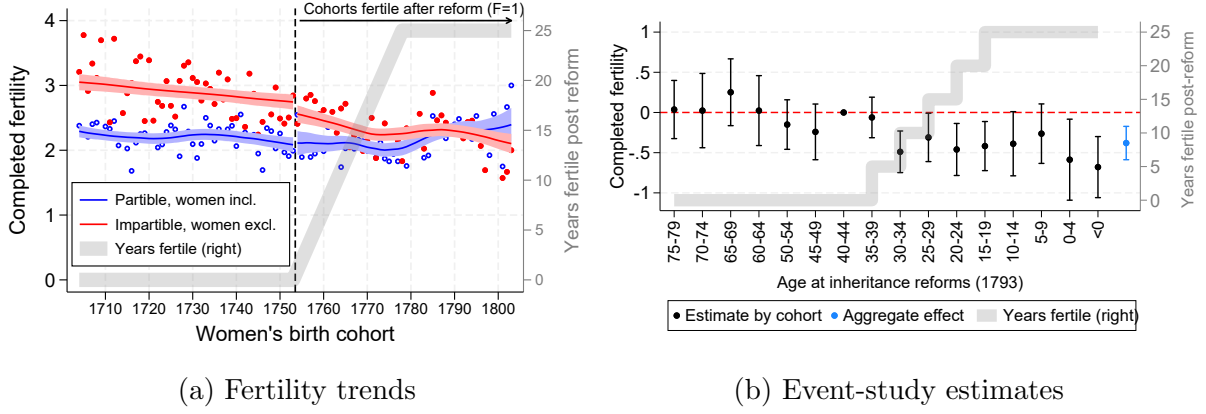 Cohorts fertile after reform (F=1)
Completed fertility
4
3
2
1
0
Partible, women incl.
Impartible, women excl.
Years fertile (right)
25
20
15
10
5
0
Years fertile post reform
1710 1720 1730 1740 1750 1760 1770 1780 1790 1800
Women's birth cohort
(a) Fertility trends
Completed fertility
1
.5
0
-.5
-1
25
20
15
10
5
0
Years fertile post-reform
75-79 70-74 65-69 60-64 50-54 45-49 40-44 35-39 30-34 25-29 20-24 15-19 10-14 5-9 0-4 <0
Age at inheritance reforms (1793)
Estimate by cohort Aggregate effect Years fertile (right)
(b) Event-study estimates